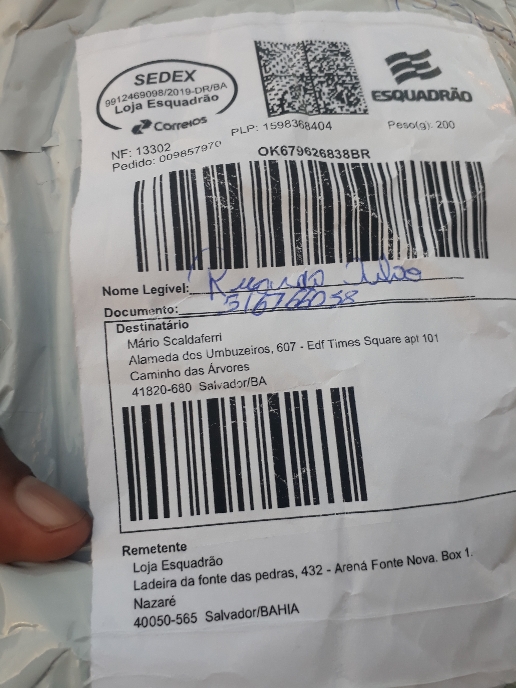 SEDEX
9912469098/2019-DR/BA
Loja Esquadrão
Correios
ESQUADRÃO
NF: 13302
PLP: 1598368404
Peso(g): 200
Pedido: 009857970
OK679626838BR
Nome Legível:
Documento: 516766058
Destinatário
Mário Scaldaferri
Alameda dos Umbuzeiros, 607 - Edf Times Square apt 101
Caminho das Árvores
41820-680 Salvador/BA
Remetente
Loja Esquadrão
Ladeira da fonte das pedras, 432 - Arena Fonte Nova. Box 1.
Nazaré
40050-565 Salvador/BAHIA